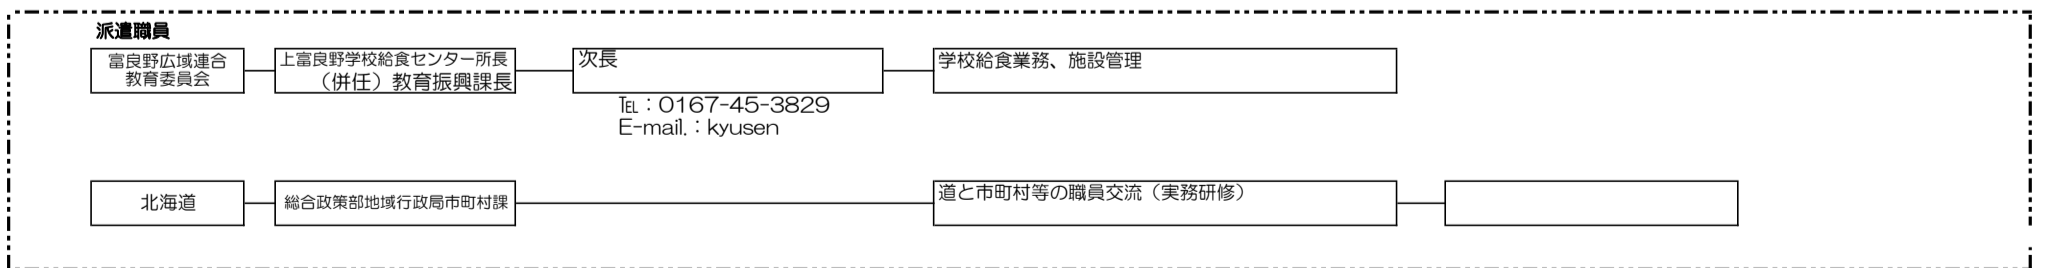 派遣職員
富良野広域連合
教育委員会
上富良野学校給食センター所長
（併任）教育振興課長
次長
学校給食業務、施設管理
℡：0167-45-3829
E-mail.：kyusen
北海道
総合政策部地域行政局市町村課
道と市町村等の職員交流（実務研修）